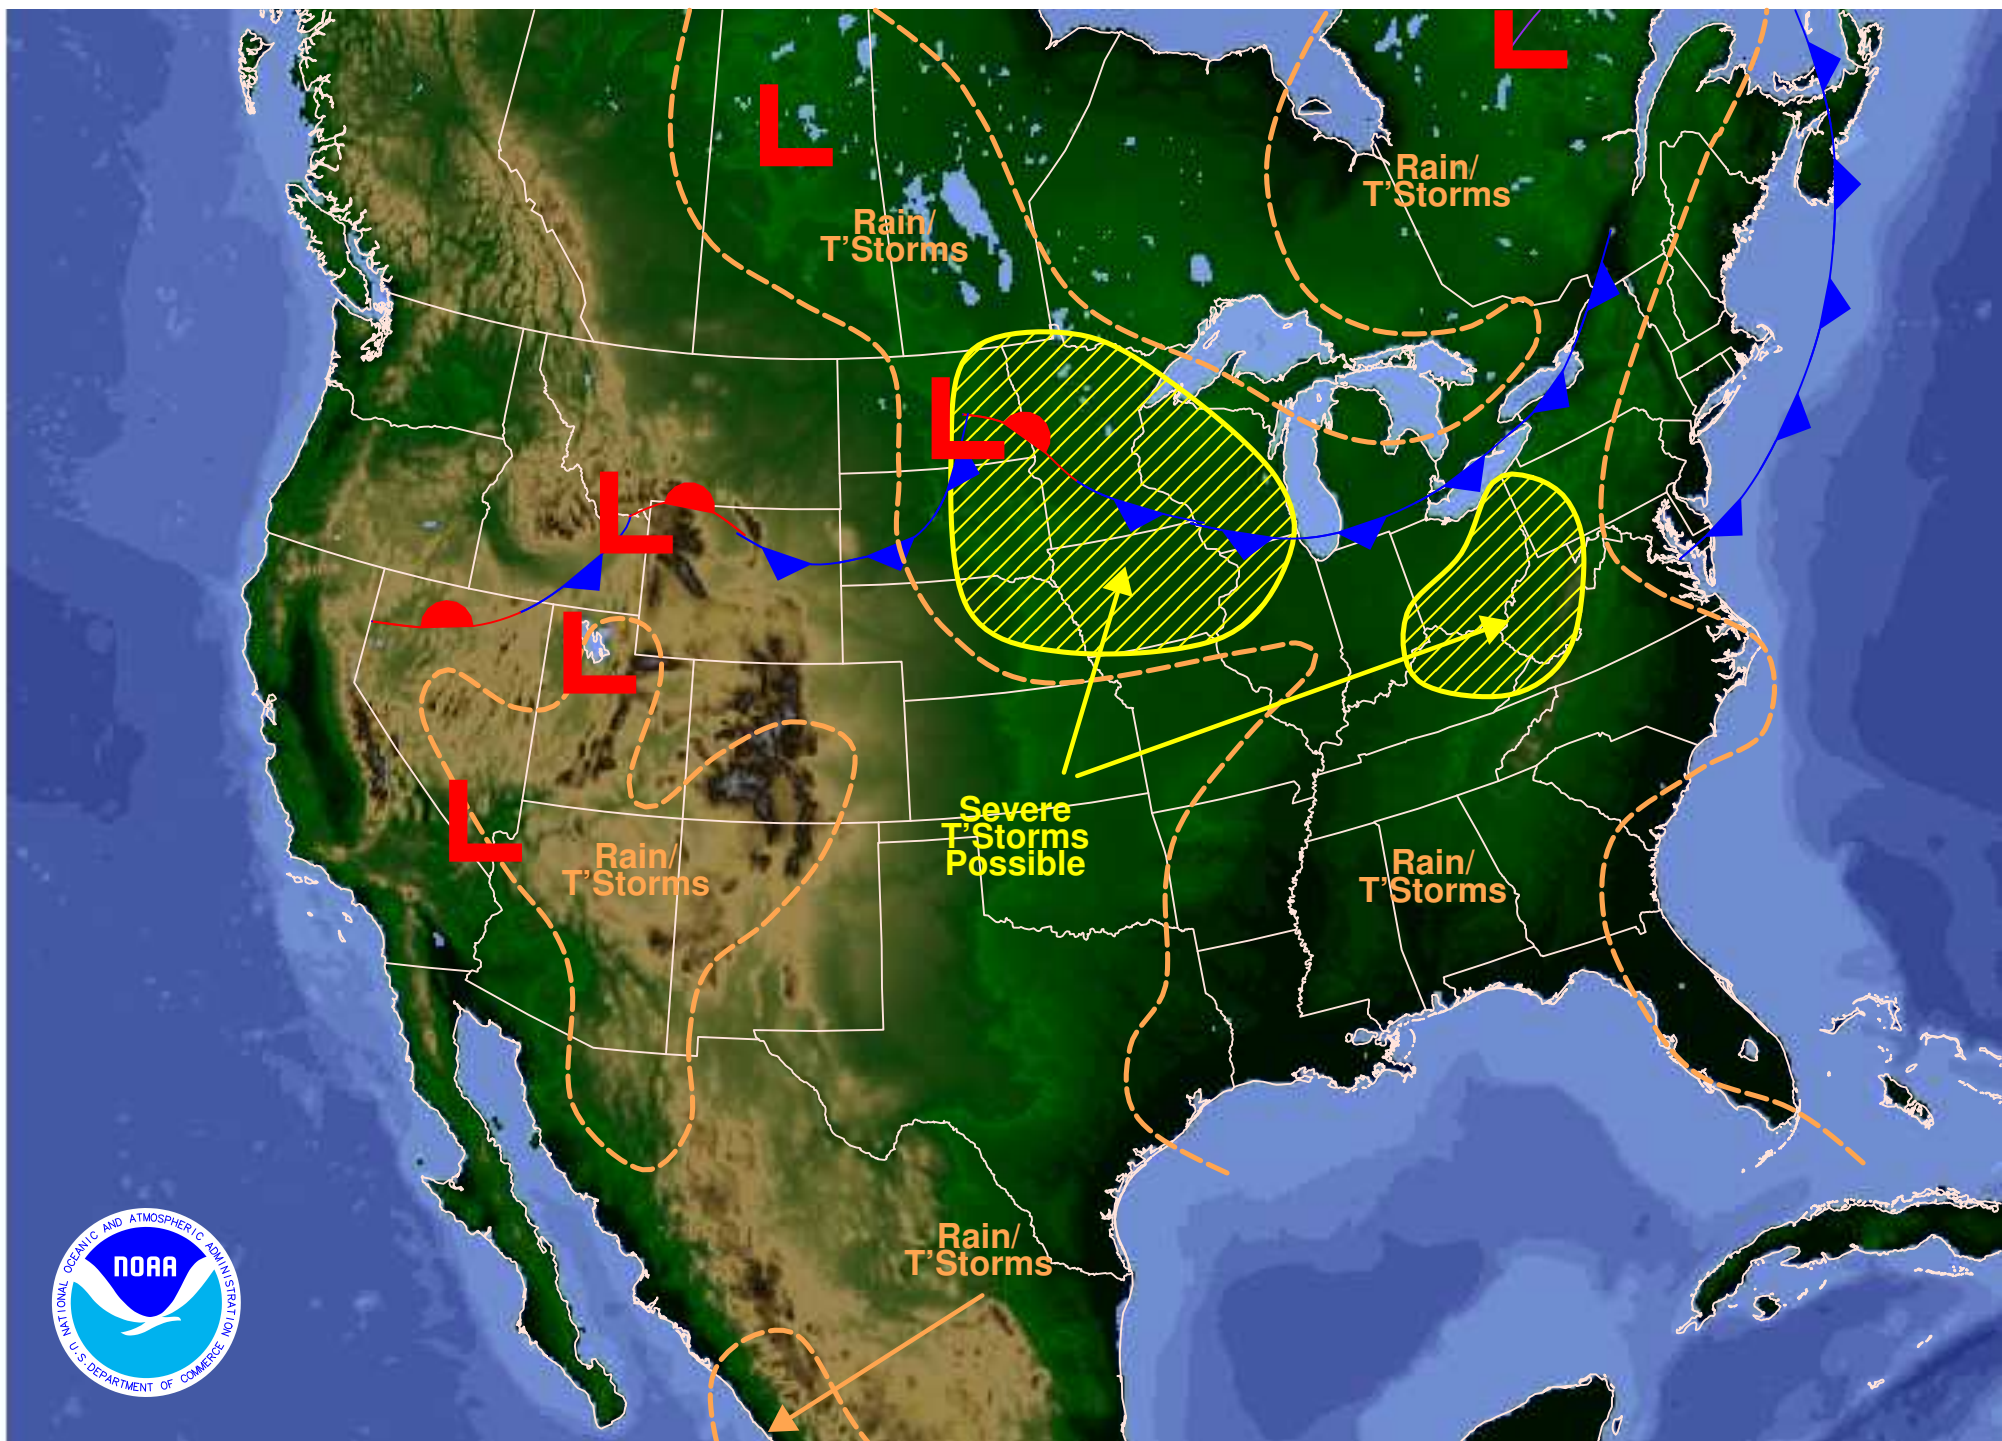 L
L
Rain/
T'Storms
Rain/
T'Storms
L
L
L
L
Severe
T'Storms
Possible
Rain/
T'Storms
Rain/
T'Storms
Rain/
T'Storms
NATIONAL OCEANIC AND ATMOSPHERIC ADMINISTRATION
NOAA
U.S. DEPARTMENT OF COMMERCE